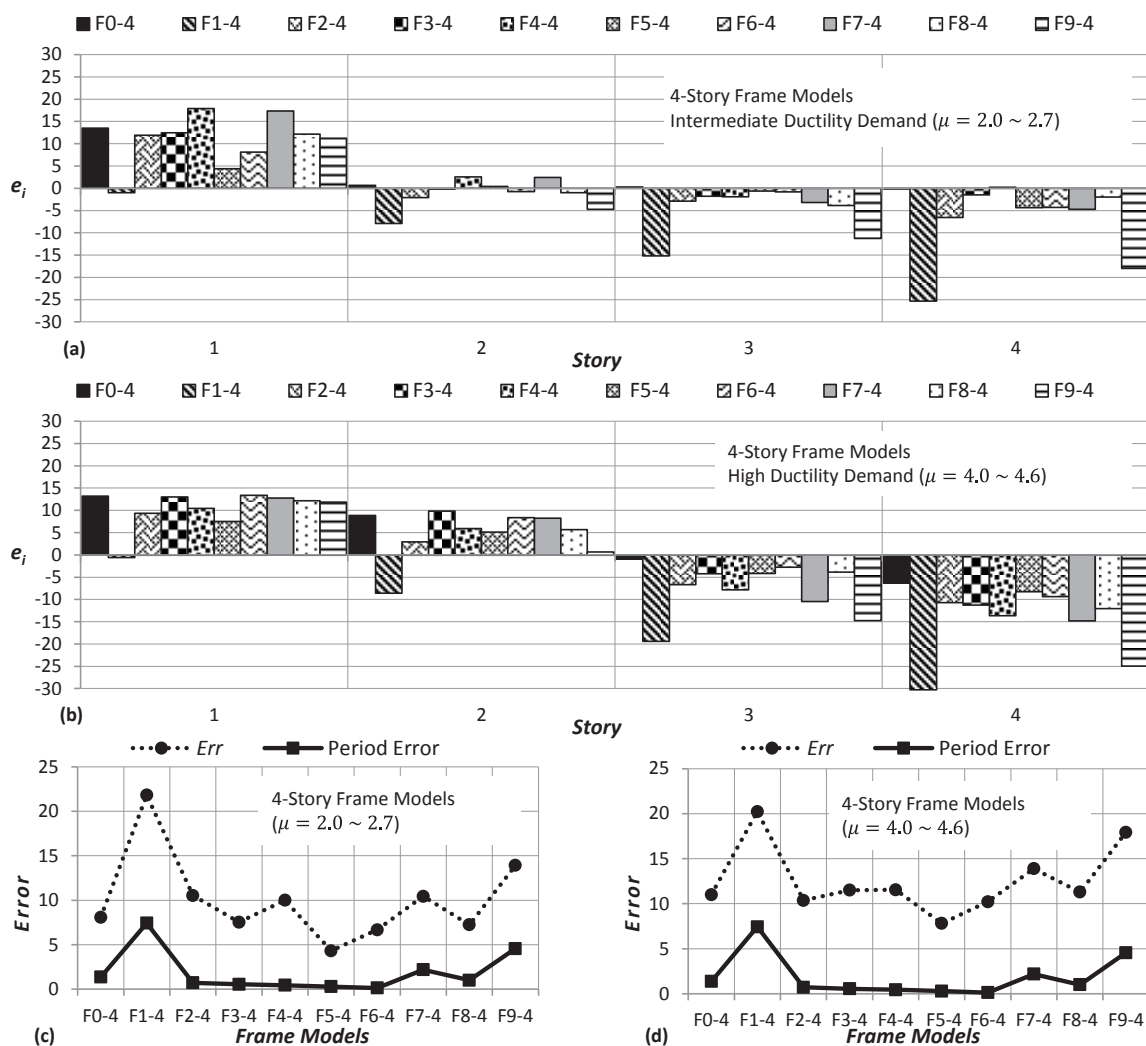 F0-4 F1-4 F2-4 F3-4 F4-4 F5-4 F6-4 F7-4 F8-4 F9-4
30
25
20
15
10
5
0
-5
-10
-15
-20
-25
-30
e_i
4-Story Frame Models
Intermediate Ductility Demand (μ = 2.0 ~ 2.7)
1 2 3 4
(a) Story
F0-4 F1-4 F2-4 F3-4 F4-4 F5-4 F6-4 F7-4 F8-4 F9-4
30
25
20
15
10
5
0
-5
-10
-15
-20
-25
-30
e_i
4-Story Frame Models
High Ductility Demand (μ = 4.0 ~ 4.6)
1 2 3 4
(b) Story
Err Period Error
25
20
15
10
5
0
Error
4-Story Frame Models
(μ = 2.0 ~ 2.7)
F0-4 F1-4 F2-4 F3-4 F4-4 F5-4 F6-4 F7-4 F8-4 F9-4
(c) Frame Models
Err Period Error
25
20
15
10
5
0
Error
4-Story Frame Models
(μ = 4.0 ~ 4.6)
F0-4 F1-4 F2-4 F3-4 F4-4 F5-4 F6-4 F7-4 F8-4 F9-4
(d) Frame Models